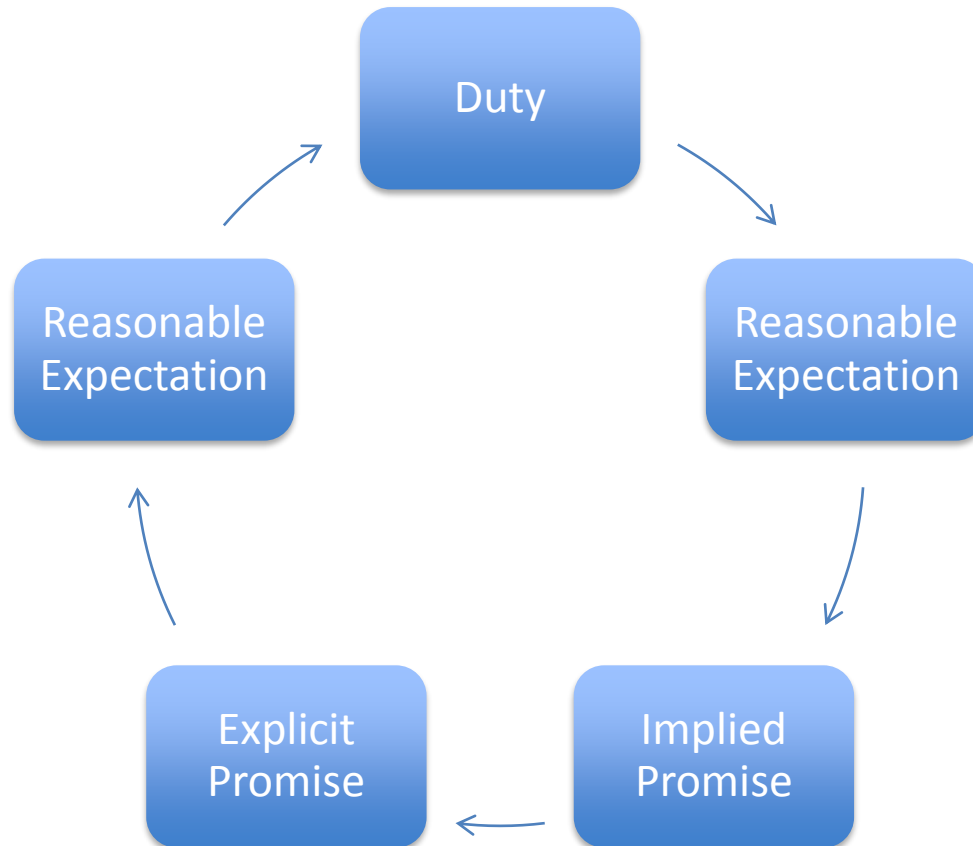 Duty
Reasonable
Expectation
Implied
Promise
Explicit
Promise
Reasonable
Expectation